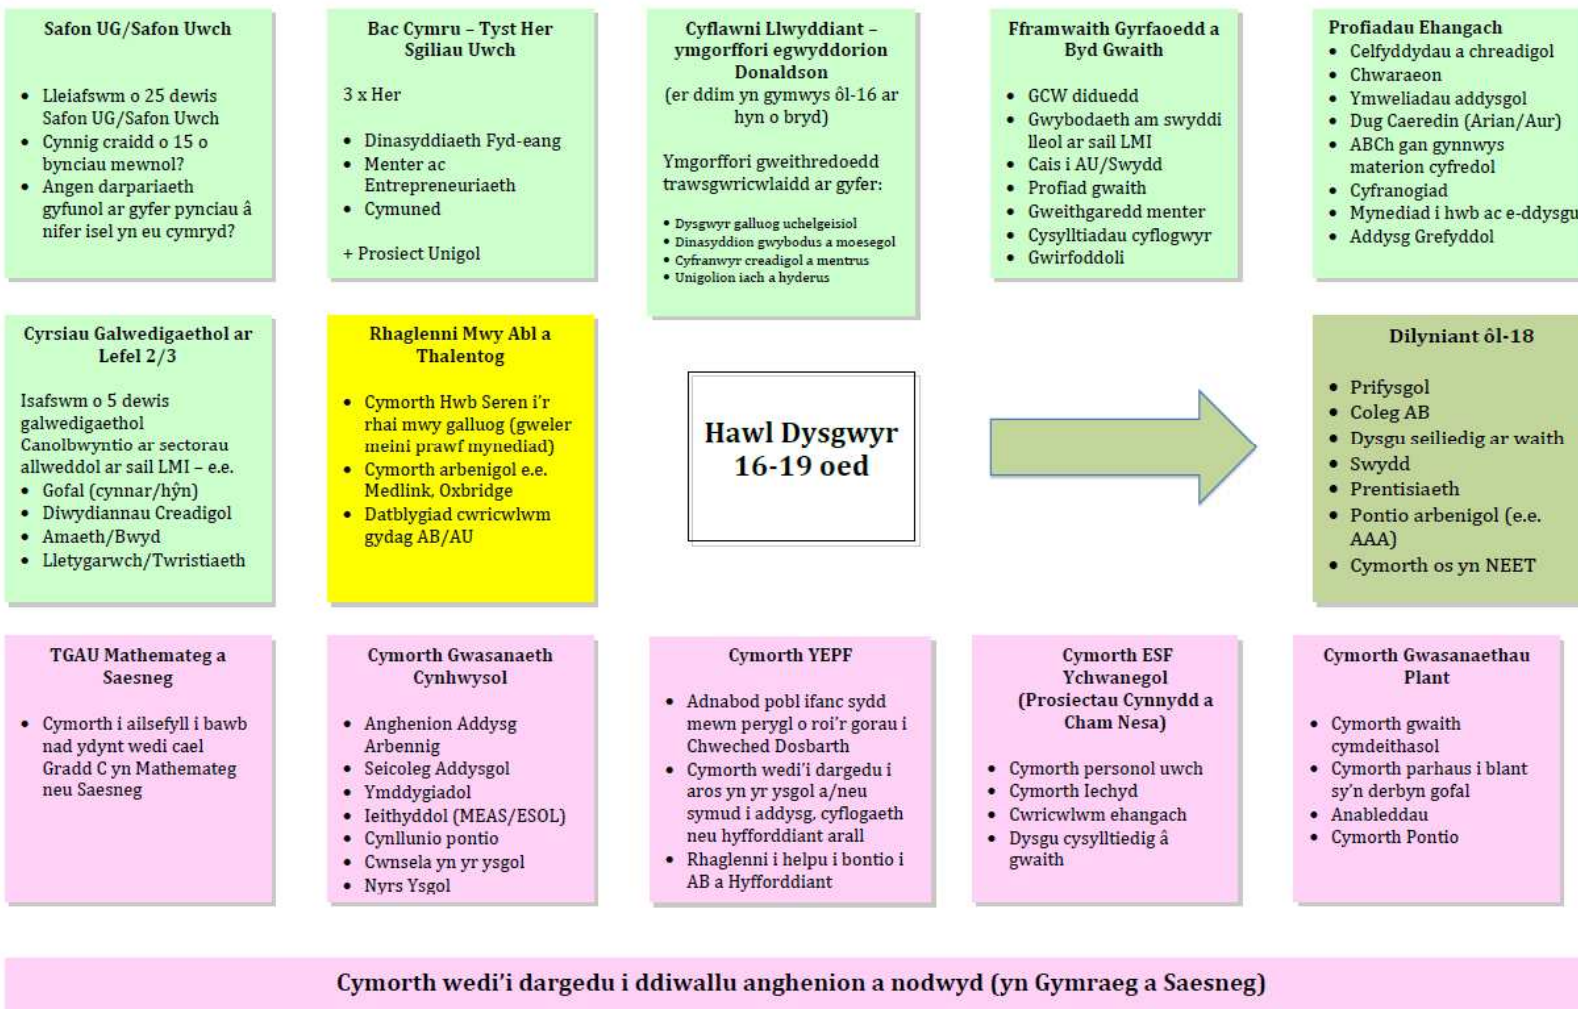 Safon UG/Safon Uwch
• Lleiafswm o 25 dewis
Safon UG/Safon Uwch
• Cynnig craidd o 15 o
bynciau mewnol?
• Angen darpariaeth
gyfunol ar gyfer pynciau â
nifer isel yn eu cymryd?
Bac Cymru – Tyst Her
Sgiliau Uwch
3 x Her
• Dinasyddiaeth Fyd-eang
• Menter ac
Entrepreneuriaeth
• Cymuned
+ Prosiect Unigol
Cyflawni Llwyddiant –
ymgorffori egwyddorion
Donaldson
(er ddim yn gymwys ôl-16 ar
hyn o bryd)
Ymgorffori gweithredoedd
trawsgwricwlaidd ar gyfer:
• Dysgwyr galluog uchelgeisiol
• Dinasyddion gwybodus a moesegol
• Cyfranwyr creadigol a mentrus
• Unigolion iach a hyderus
Fframwaith Gyrfaoedd a
Byd Gwaith
• GCW diduedd
• Gwybodaeth am swyddi
lleol ar sail LMI
• Cais i AU/Swydd
• Profiad gwaith
• Gweithgaredd menter
• Cysylltiadau cyflogwyr
• Gwirfoddoli
Profiadau Ehangach
• Celfyddydau a chreadigol
• Chwaraeon
• Ymweliadau addysgol
• Dug Caeredin (Arian/Aur)
• ABCh gan gynnwys
materion cyfredol
• Cyfranogiad
• Mynediad i hwb ac e-ddysgu
• Addysg Grefyddol
Cyrsiau Galwedigaethol ar
Lefel 2/3
Isafswm o 5 dewis
galwedigaethol
Canolbwyntio ar sectorau
allweddol ar sail LMI – e.e.
• Gofal (cynnar/hŷn)
• Diwydiannau Creadigol
• Amaeth/Bwyd
• Lletygarwch/Twristiaeth
Rhaglenni Mwy Abl a
Thalentog
• Cymorth Hwb Seren i'r
rhai mwy galluog (gweler
meini prawf mynediad)
• Cymorth arbenigol e.e.
Medlink, Oxbridge
• Datblygiad cwricwlwm
gydag AB/AU
Hawl Dysgwyr
16-19 oed
Dilyniant ôl-18
• Prifysgol
• Coleg AB
• Dysgu seiliedig ar waith
• Swydd
• Prentisiaeth
• Pontio arbenigol (e.e.
AAA)
• Cymorth os yn NEET
TGAU Mathemateg a
Saesneg
• Cymorth i ailsefyll i bawb
nad ydynt wedi cael
Gradd C yn Mathemateg
neu Saesneg
Cymorth Gwasanaeth
Cynhwysol
• Anghenion Addysg
Arbennig
• Seicoleg Addysgol
• Ymddygiadol
• Ieithyddol (MEAS/ESOL)
• Cynllunio pontio
• Cwnsela yn yr ysgol
• Nyrs Ysgol
Cymorth YEPF
• Adnabod pobl ifanc sydd
mewn perygl o roi'r gorau i
Chweched Dosbarth
• Cymorth wedi'i dargedu i
aros yn yr ysgol a/neu
symud i addysg, cyflogaeth
neu hyfforddiant arall
• Rhaglenni i helpu i bontio i
AB a Hyfforddiant
Cymorth ESF
Ychwanegol
(Prosiectau Cynnydd a
Cham Nesa)
• Cymorth personol uwch
• Cymorth Iechyd
• Cwricwlwm ehangach
• Dysgu cysylltiedig â
gwaith
Cymorth Gwasanaethau
Plant
• Cymorth gwaith
cymdeithasol
• Cymorth parhaus i blant
sy'n derbyn gofal
• Anableddau
• Cymorth Pontio
Cymorth wedi'i dargedu i ddiwallu anghenion a nodwyd (yn Gymraeg a Saesneg)